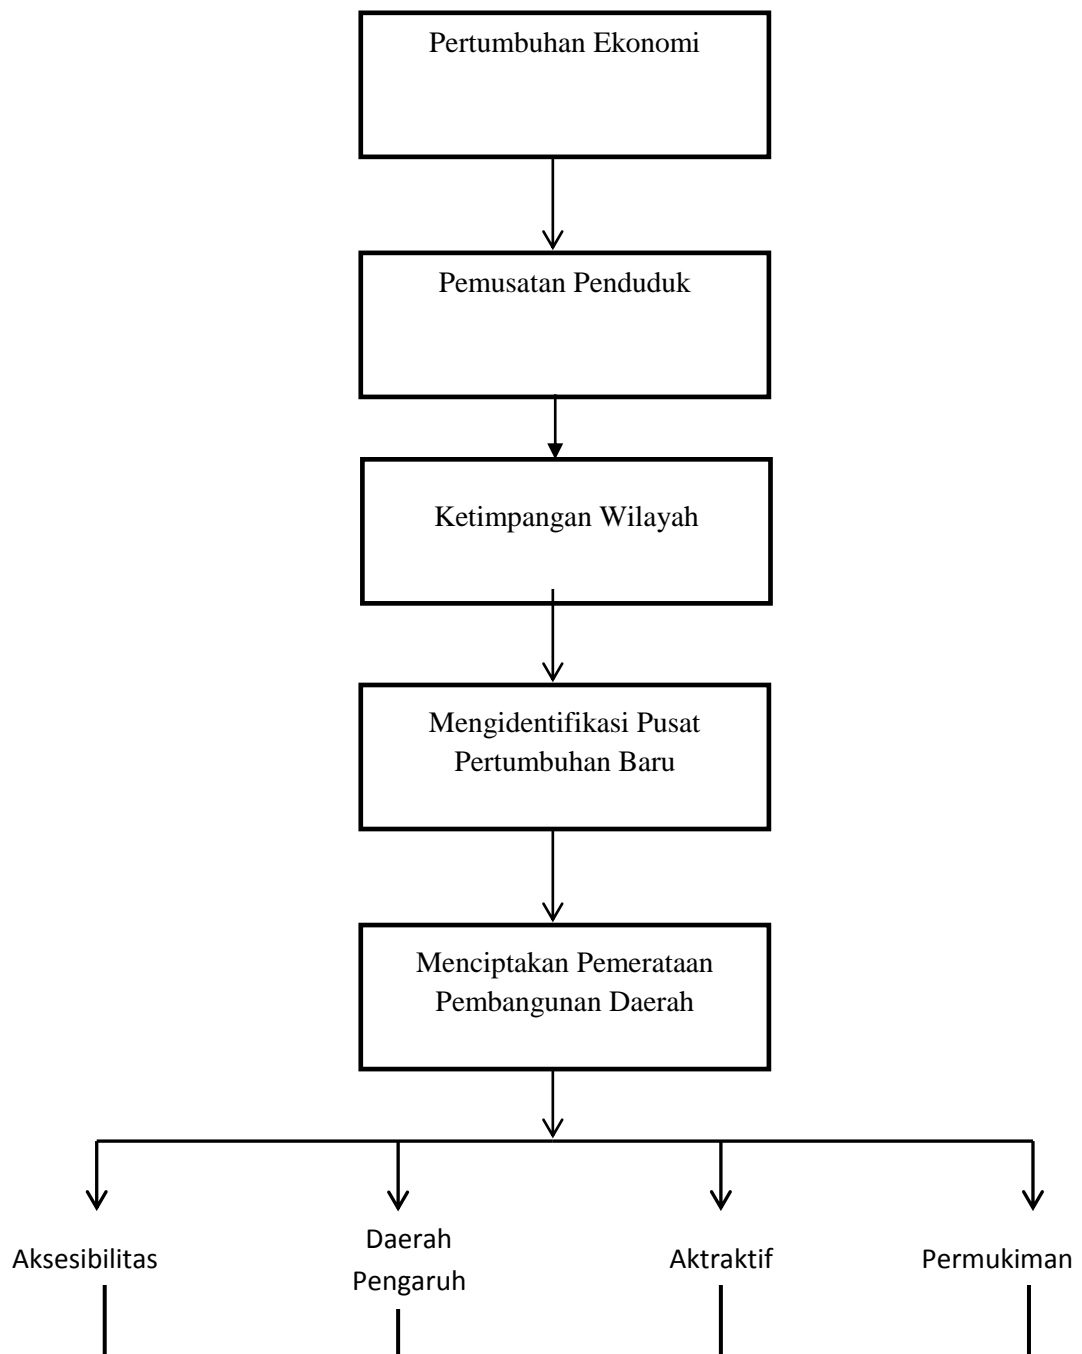 Pertumbuhan Ekonomi
Pemusatan Penduduk
Ketimpangan Wilayah
Mengidentifikasi Pusat
Pertumbuhan Baru
Menciptakan Pemerataan
Pembangunan Daerah
Aksesibilitas
Daerah
Pengaruh
Aktraktif
Permukiman